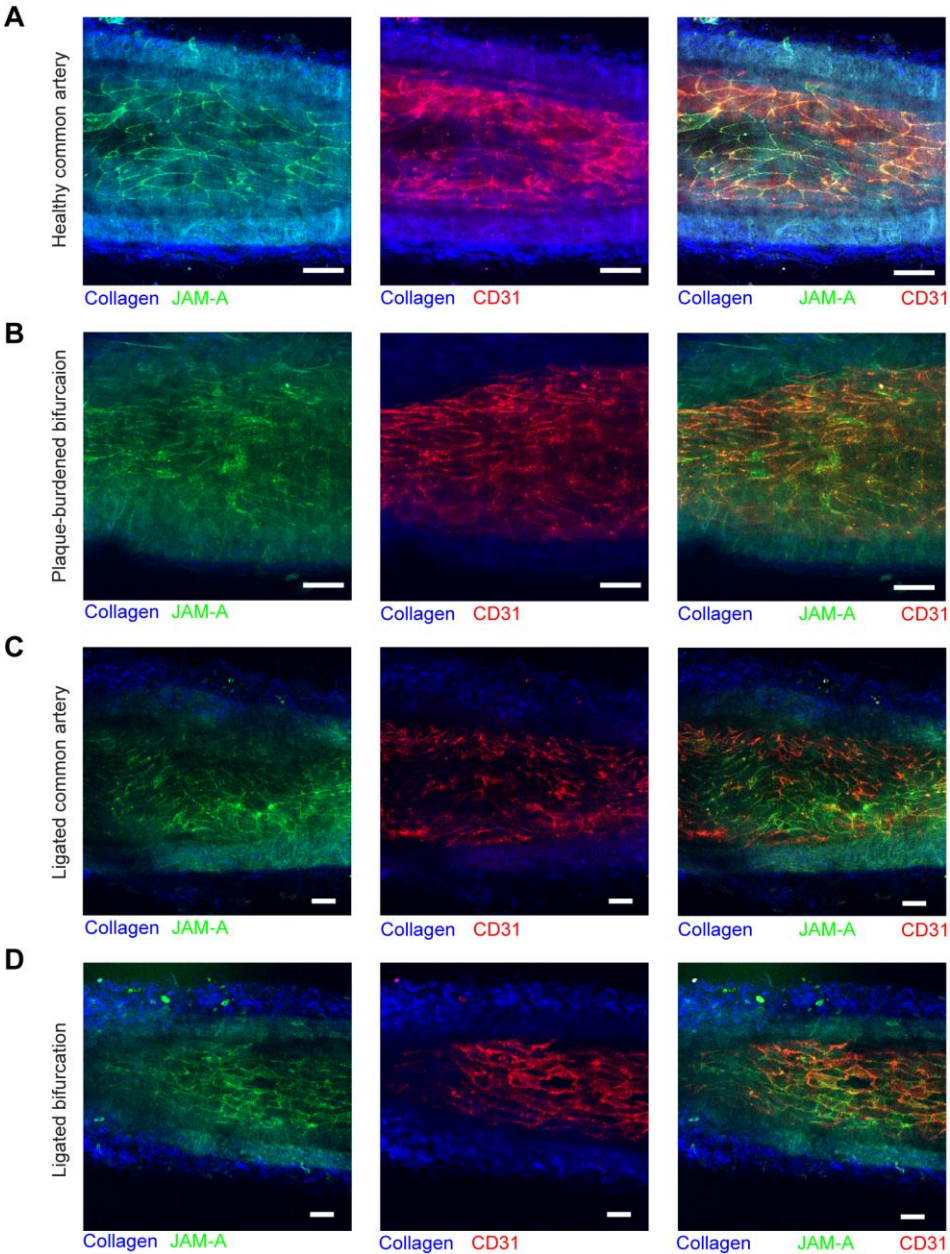 A
Healthy common artery
Collagen JAM-A
Collagen CD31
Collagen JAM-A CD31
B
Plaque-burdened bifurcaion
Collagen JAM-A
Collagen CD31
Collagen JAM-A CD31
C
Ligated common artery
Collagen JAM-A
Collagen CD31
Collagen JAM-A CD31
D
Ligated bifurcation
Collagen JAM-A
Collagen CD31
Collagen JAM-A CD31